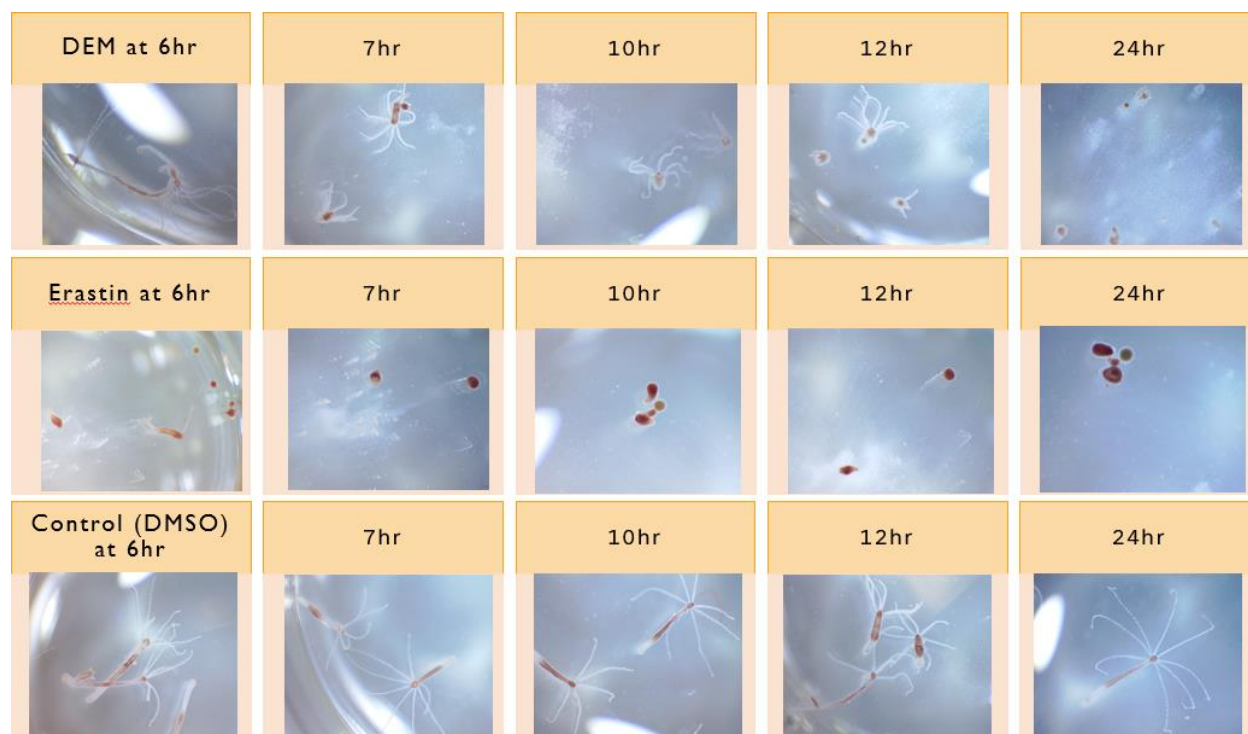 DEM at 6hr
7hr
10hr
12hr
24hr
Erastin at 6hr
7hr
10hr
12hr
24hr
Control (DMSO)
at 6hr
7hr
10hr
12hr
24hr